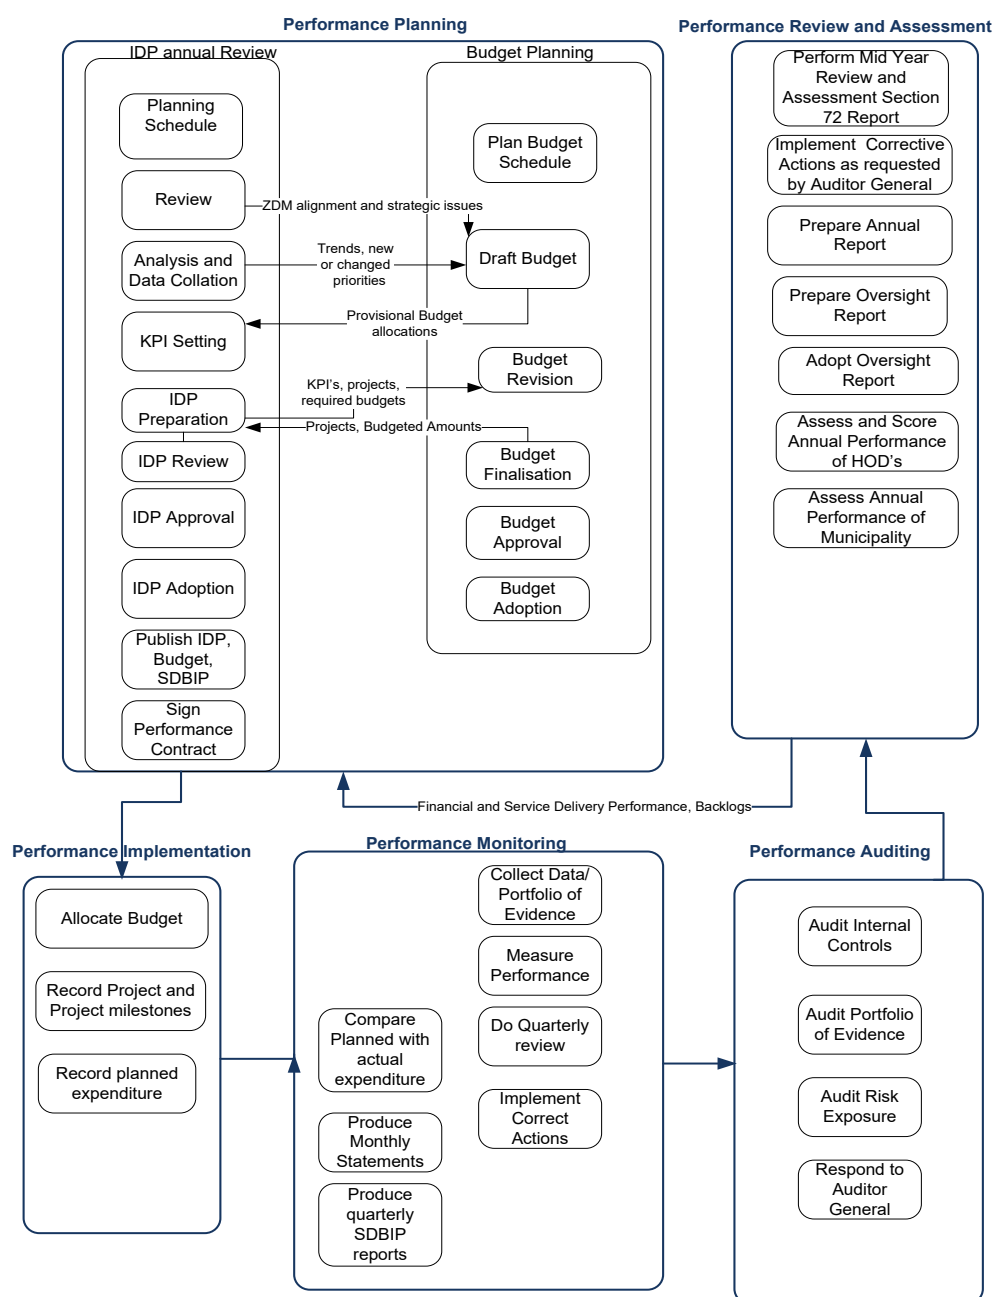 Performance Planning
IDP annual Review
Planning
Schedule
Review
Analysis and
Data Collation
KPI Setting
IDP
Preparation
IDP Review
IDP Approval
IDP Adoption
Publish IDP,
Budget,
SDBIP
Sign
Performance
Contract
ZDM alignment and strategic issues
Trends, new
or changed
priorities
Provisional Budget
allocations
KPI's, projects,
required budgets
Projects, Budgeted Amounts
Budget Planning
Plan Budget
Schedule
Draft Budget
Budget
Revision
Budget
Finalisation
Budget
Approval
Budget
Adoption
Performance Review and Assessment
Perform Mid Year
Review and
Assessment Section
72 Report
Implement  Corrective
Actions as requested
by Auditor General
Prepare Annual
Report
Prepare Oversight
Report
Adopt Oversight
Report
Assess and Score
Annual Performance
of HOD's
Assess Annual
Performance of
Municipality
Financial and Service Delivery Performance, Backlogs
Performance Implementation
Allocate Budget
Record Project and
Project milestones
Record planned
expenditure
Performance Monitoring
Compare
Planned with
actual
expenditure
Produce
Monthly
Statements
Produce
quarterly
SDBIP
reports
Collect Data/
Portfolio of
Evidence
Measure
Performance
Do Quarterly
review
Implement
Correct
Actions
Performance Auditing
Audit Internal
Controls
Audit Portfolio
of Evidence
Audit Risk
Exposure
Respond to
Auditor
General